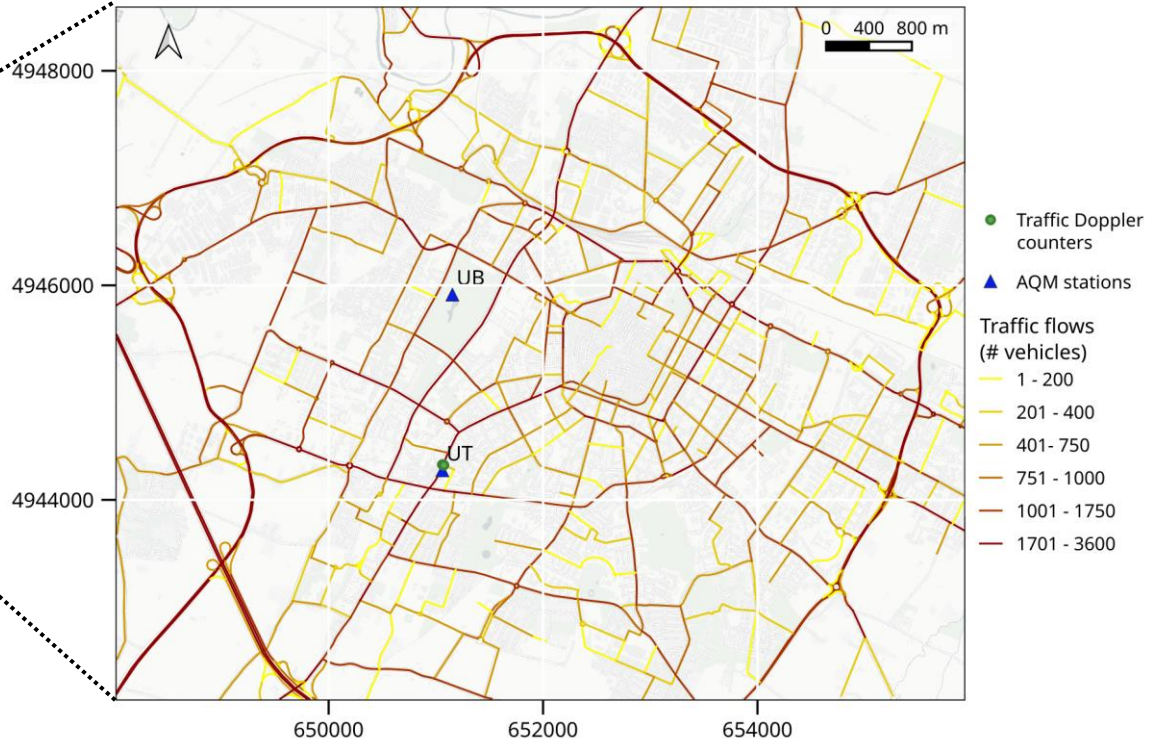 0 400 800 m
4948000
4946000
4944000
UB
UT
650000 652000 654000
Traffic Doppler
counters
AQM stations
Traffic flows
(# vehicles)
1 - 200
201 - 400
401- 750
751 - 1000
1001 - 1750
1701 - 3600